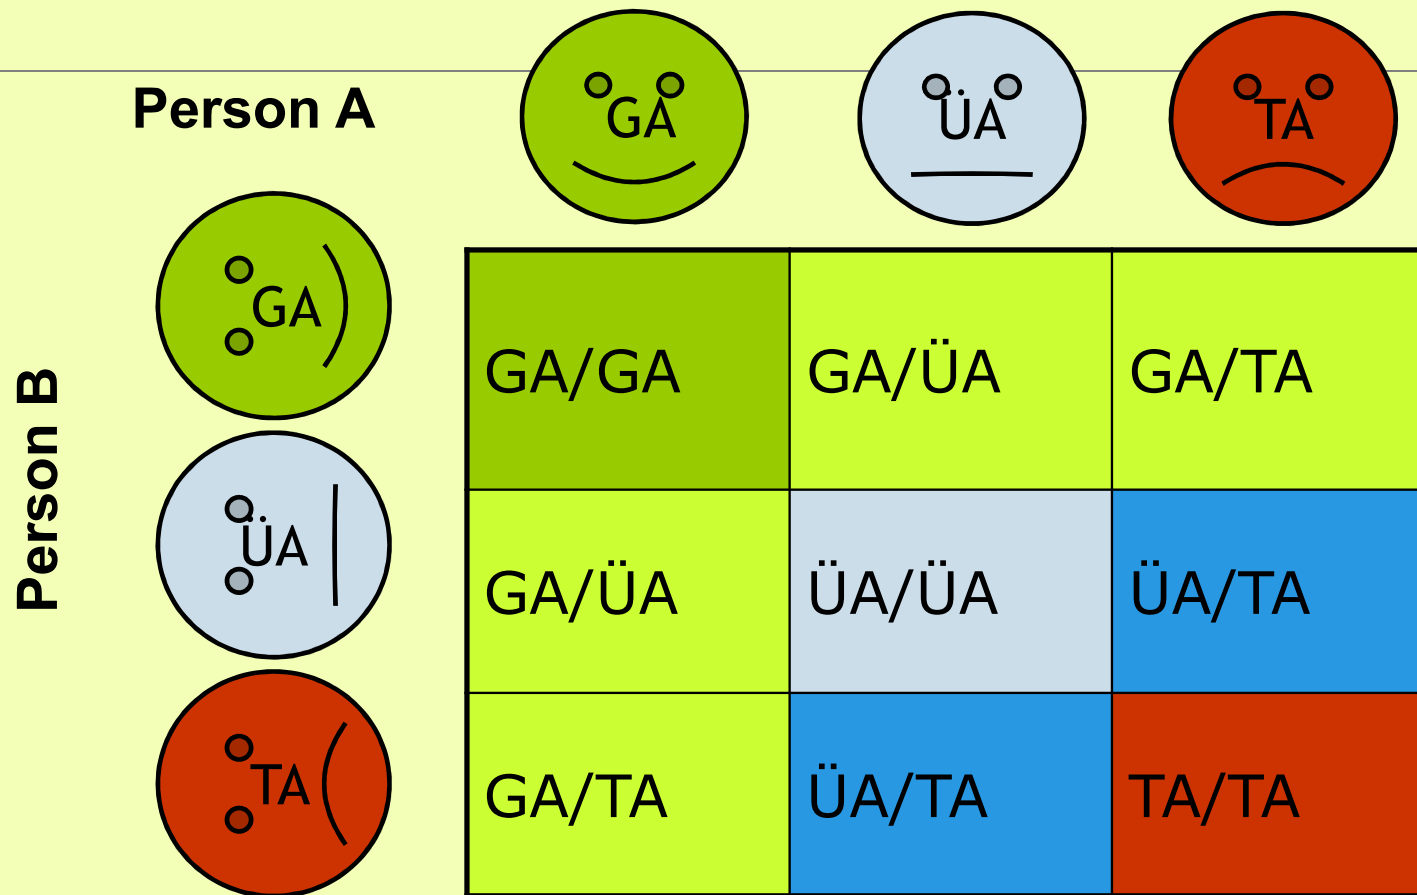 Person A
GA
ÜA
TA
Person B
GA
GA/GA
GA/ÜA
GA/TA
ÜA
GA/ÜA
ÜA/ÜA
ÜA/TA
TA
GA/TA
ÜA/TA
TA/TA